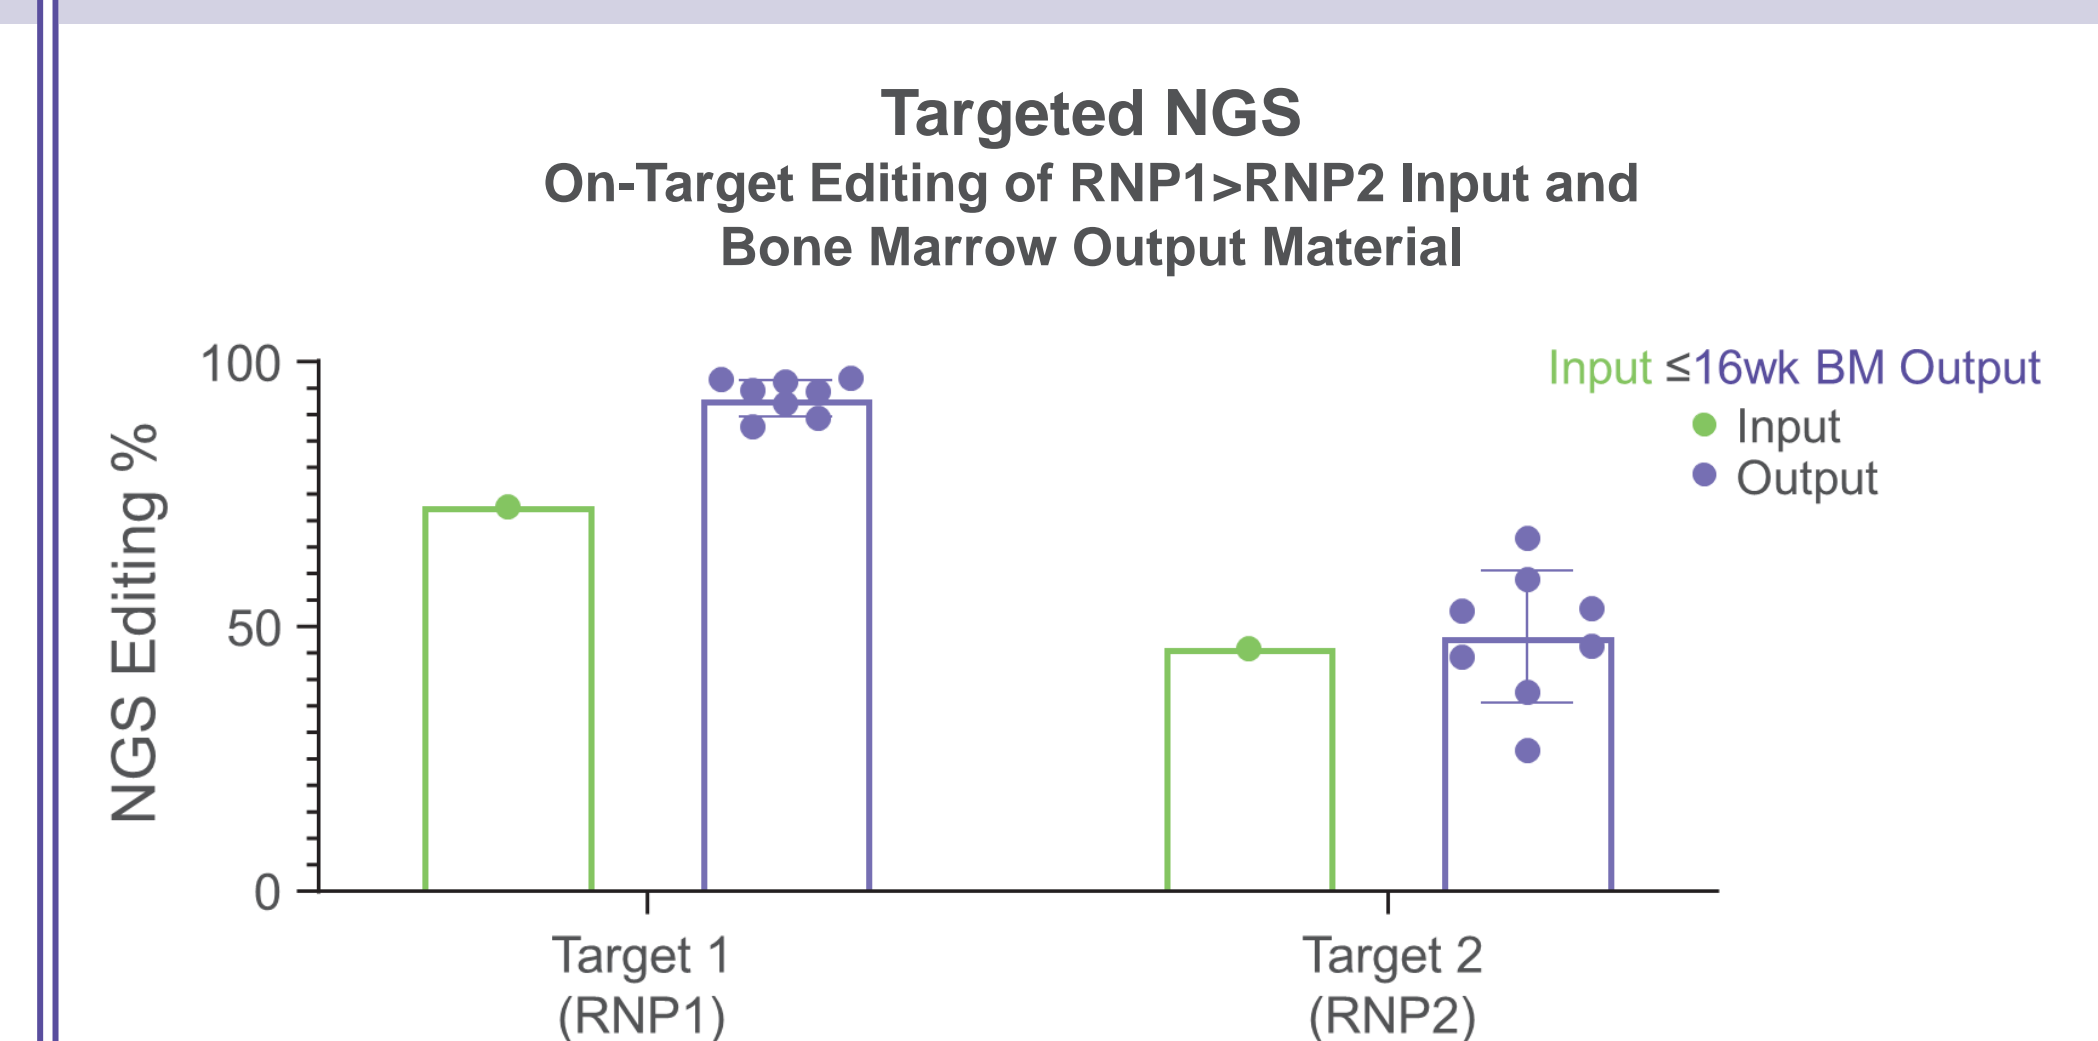 Targeted NGS
On-Target Editing of RNP1>RNP2 Input and
Bone Marrow Output Material
Input ≤16wk BM Output
Input
Output
NGS Editing %
100
50
0
Target 1
(RNP1)
Target 2
(RNP2)